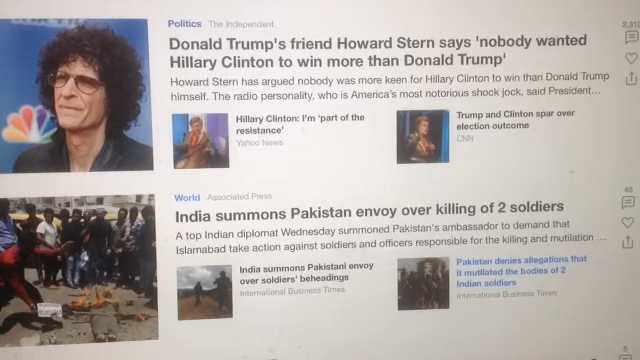 Politics The Independent
Donald Trump's friend Howard Stern says 'nobody wanted
Hillary Clinton to win more than Donald Trump'
Howard Stern has argued nobody was more keen for Hillary Clinton to win than Donald Trump
himself. The radio personality, who is America's most notorious shock jock, said President...
Hillary Clinton: I'm 'part of the
resistance'
Yahoo News
Trump and Clinton spar over
election outcome
CNN
2,310
World Associated Press
India summons Pakistan envoy over killing of 2 soldiers
A top Indian diplomat Wednesday summoned Pakistan's ambassador to demand that
Islamabad take action against soldiers and officers responsible for the killing and mutilation ...
India summons Pakistani envoy
over soldiers' beheadings
International Business Times
Pakistan denies allegations that
it mutilated the bodies of 2
Indian soldiers
International Business Times